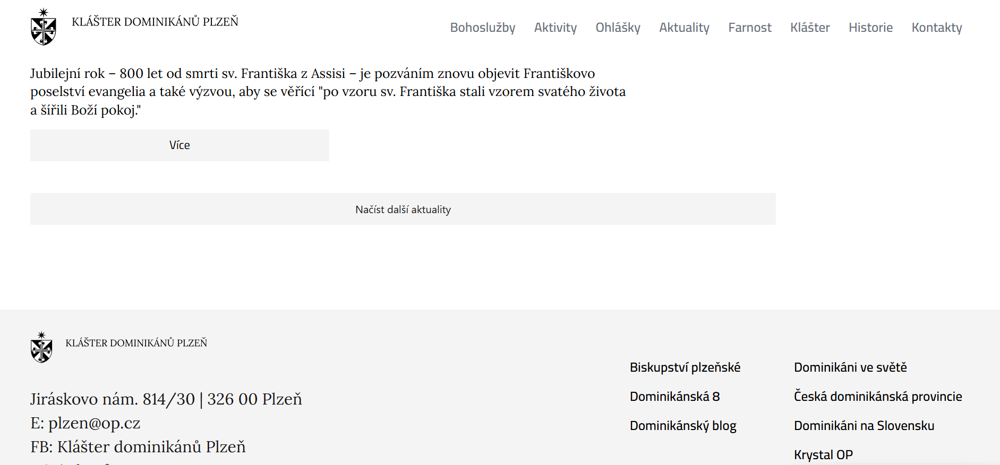 KLÁŠTER DOMINIKÁNŮ PLZEŇ
Bohoslužby Aktivity Ohlášky Aktuality Farnost Klášter Historie Kontakty
Jubilejní rok – 800 let od smrti sv. Františka z Assisi – je pozváním znovu objevit Františkovo
poselství evangelia a také výzvou, aby se věřící "po vzoru sv. Františka stali vzorem svatého života
a šířili Boží pokoj."
Více
Načíst další aktuality
KLÁŠTER DOMINIKÁNŮ PLZEŇ
Jiráskovo nám. 814/30 | 326 00 Plzeň
E: plzen@op.cz
FB: Klášter dominikánů Plzeň
Biskupství plzeňské
Dominikánská 8
Dominikánský blog
Dominikáni ve světě
Česká dominikánská provincie
Dominikáni na Slovensku
Krystal OP